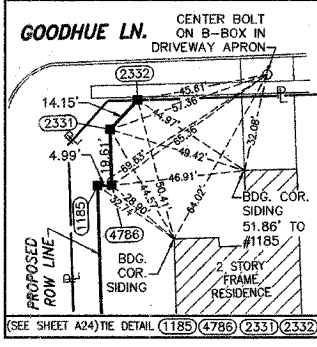 GOODHUE LN.
CENTER BOLT
ON B-BOX IN
DRIVEWAY APRON
2332
45.61'
57.36'
14.15'
2331
44.97'
65.36'
32.08'
49.42'
19.61'
4.99'
69.63'
46.91'
50.41'
44.57'
64.02'
28.80'
32.74'
1185
4786
BDG. COR.
SIDING
51.86' TO
#1185
BDG.
COR.
SIDING
2 STORY
FRAME
RESIDENCE
PROPOSED
ROW LINE
(SEE SHEET A24) TIE DETAIL 1185 4786 2331 2332